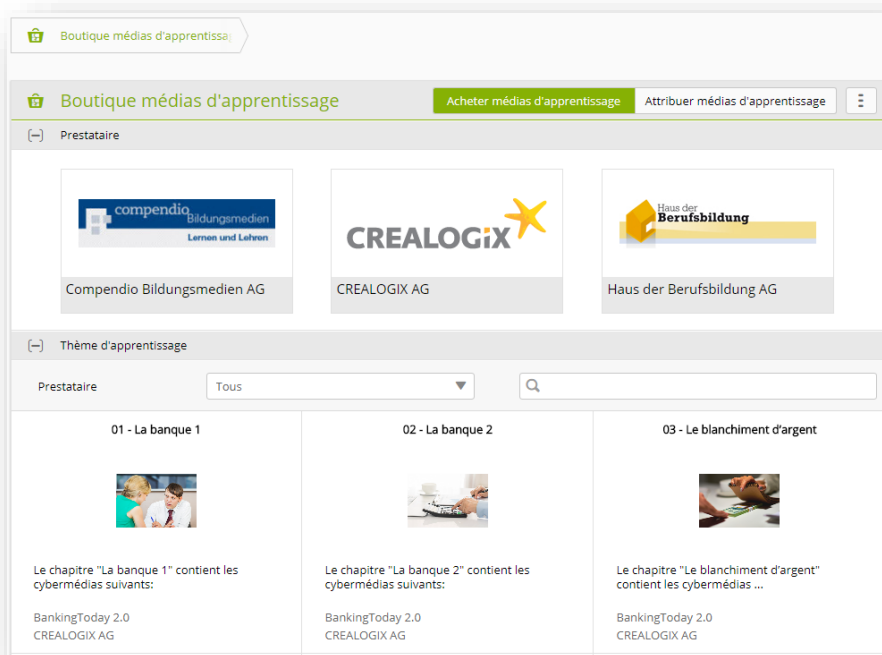 Boutique médias d'apprentissa
Boutique médias d'apprentissage
Acheter médias d'apprentissage
Attribuer médias d'apprentissage
Prestataire
compendio Bildungsmedien
Lernen und Lehren
CREALOGIX
Haus der
Berufsbildung
Compendio Bildungsmedien AG
CREALOGIX AG
Haus der Berufsbildung AG
Thème d'apprentissage
Prestataire
Tous
01 - La banque 1
02 - La banque 2
03 - Le blanchiment d'argent
Le chapitre "La banque 1" contient les
cybermédias suivants:
BankingToday 2.0
CREALOGIX AG
Le chapitre "La banque 2" contient les
cybermédias suivants:
BankingToday 2.0
CREALOGIX AG
Le chapitre "Le blanchiment d'argent"
contient les cybermédias ...
BankingToday 2.0
CREALOGIX AG